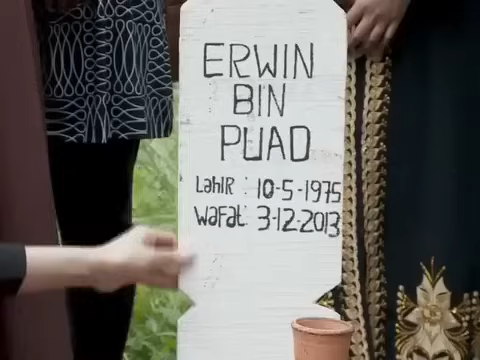 ERWIN
BIN
PUAD
LahIR : 10-5-1975
WaFat: 3-12-2013